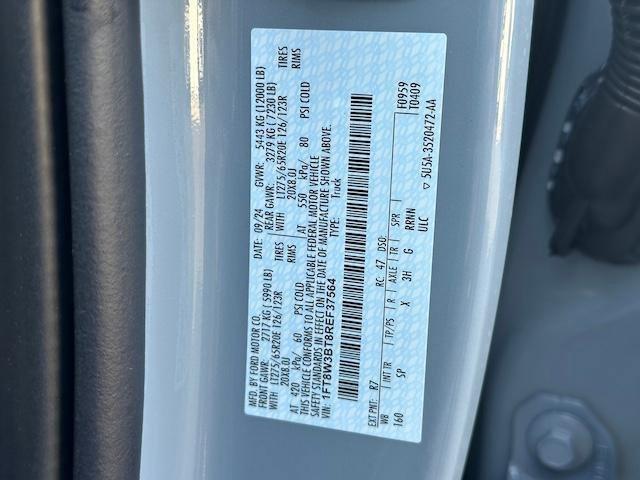 MFD. BY FORD MOTOR CO.
DATE: 09/24 GVWR: 5443 KG (12000 LB)
FRONT GAWR: 2717 KG (5990 LB) REAR GAWR: 3279 KG (7230 LB)
WITH LT275/65R20E 126/123R TIRES WITH LT275/65R20E 126/123R TIRES
20X8.0J RIMS 20X8.0J RIMS
AT 420 kPa/ 60 PSI COLD AT 550 kPa/ 80 PSI COLD
THIS VEHICLE CONFORMS TO ALL APPLICABLE FEDERAL MOTOR VEHICLE
SAFETY STANDARDS IN EFFECT ON THE DATE OF MANUFACTURE SHOWN ABOVE.
VIN: 1FT8W3BT8REF37564 TYPE: Truck
F0959
T0409
EXT PNT: B7 RC: 47 DSO:
WB INT TR TP/PS R AXLE TR SPR
160 SP X 3H G RRNN
ULC
5U5A-3S20472-AA